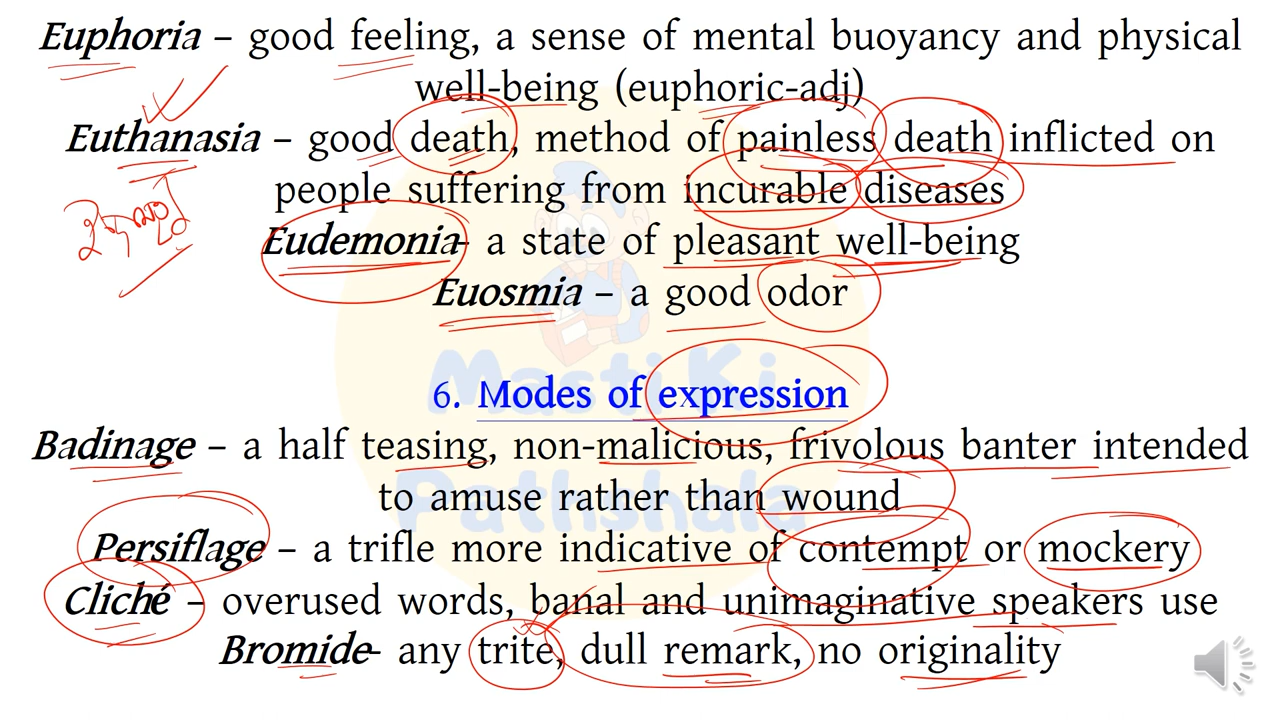 Euphoria – good feeling, a sense of mental buoyancy and physical
well-being (euphoric-adj)
Euthanasia – good death, method of painless death inflicted on
people suffering from incurable diseases
Eudemonia – a state of pleasant well-being
Euosmia – a good odor
Masti Ki
6. Modes of expression
Badinage – a half teasing, non-malicious, frivolous banter intended
to amuse rather than wound
Pathshala
Persiflage – a trifle more indicative of contempt or mockery
Cliché – overused words, banal and unimaginative speakers use
Bromide- any trite, dull remark, no originality